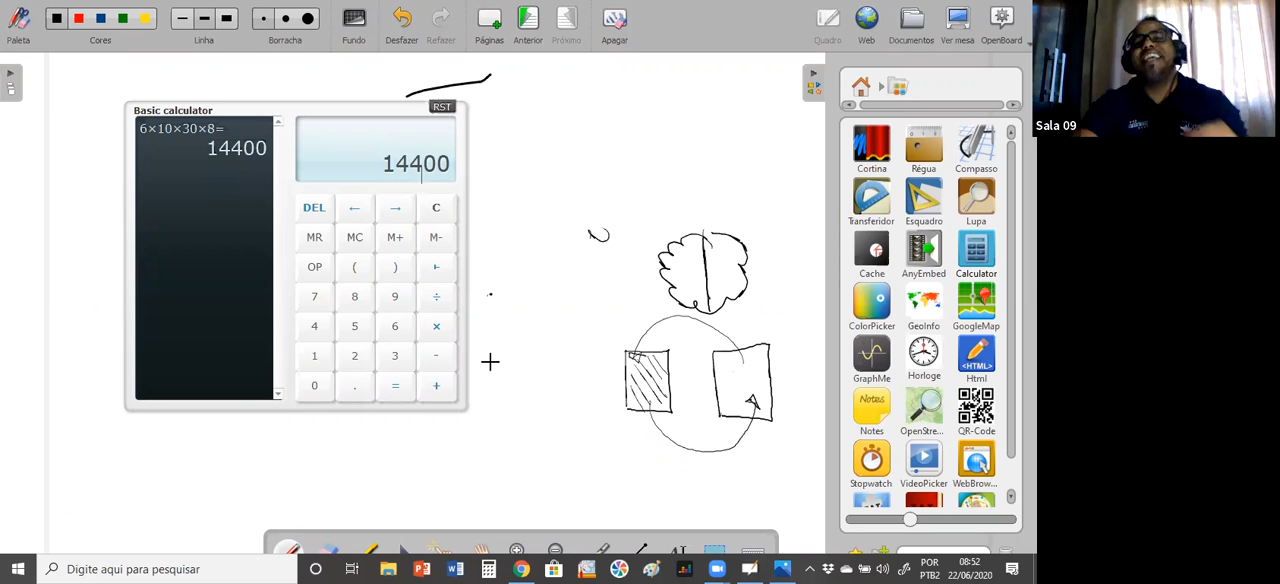 Paleta
Cores
Linha
Borracha
Fundo
Desfazer
Refazer
Páginas
Anterior
Próximo
Apagar
Quadro
Web
Documentos
Ver mesa
OpenBoard
Sala 09
Basic calculator
RST
6×10×30×8=
14400
14400
DEL ← → C
MR MC M+ M-
OP ( ) ⊢
7 8 9 ÷
4 5 6 ×
1 2 3 -
0 . = +
Cortina
Régua
Compasso
Transferidor
Esquadro
Lupa
Cache
AnyEmbed
Calculator
ColorPicker
GeoInfo
GoogleMap
GraphMe
Horloge
<HTML>
Html
Notes
Notes
OpenStre...
QR-Code
Stopwatch
VideoPicker
WebBrow...
Digite aqui para pesquisar
POR
PTB2
08:52
22/06/2020